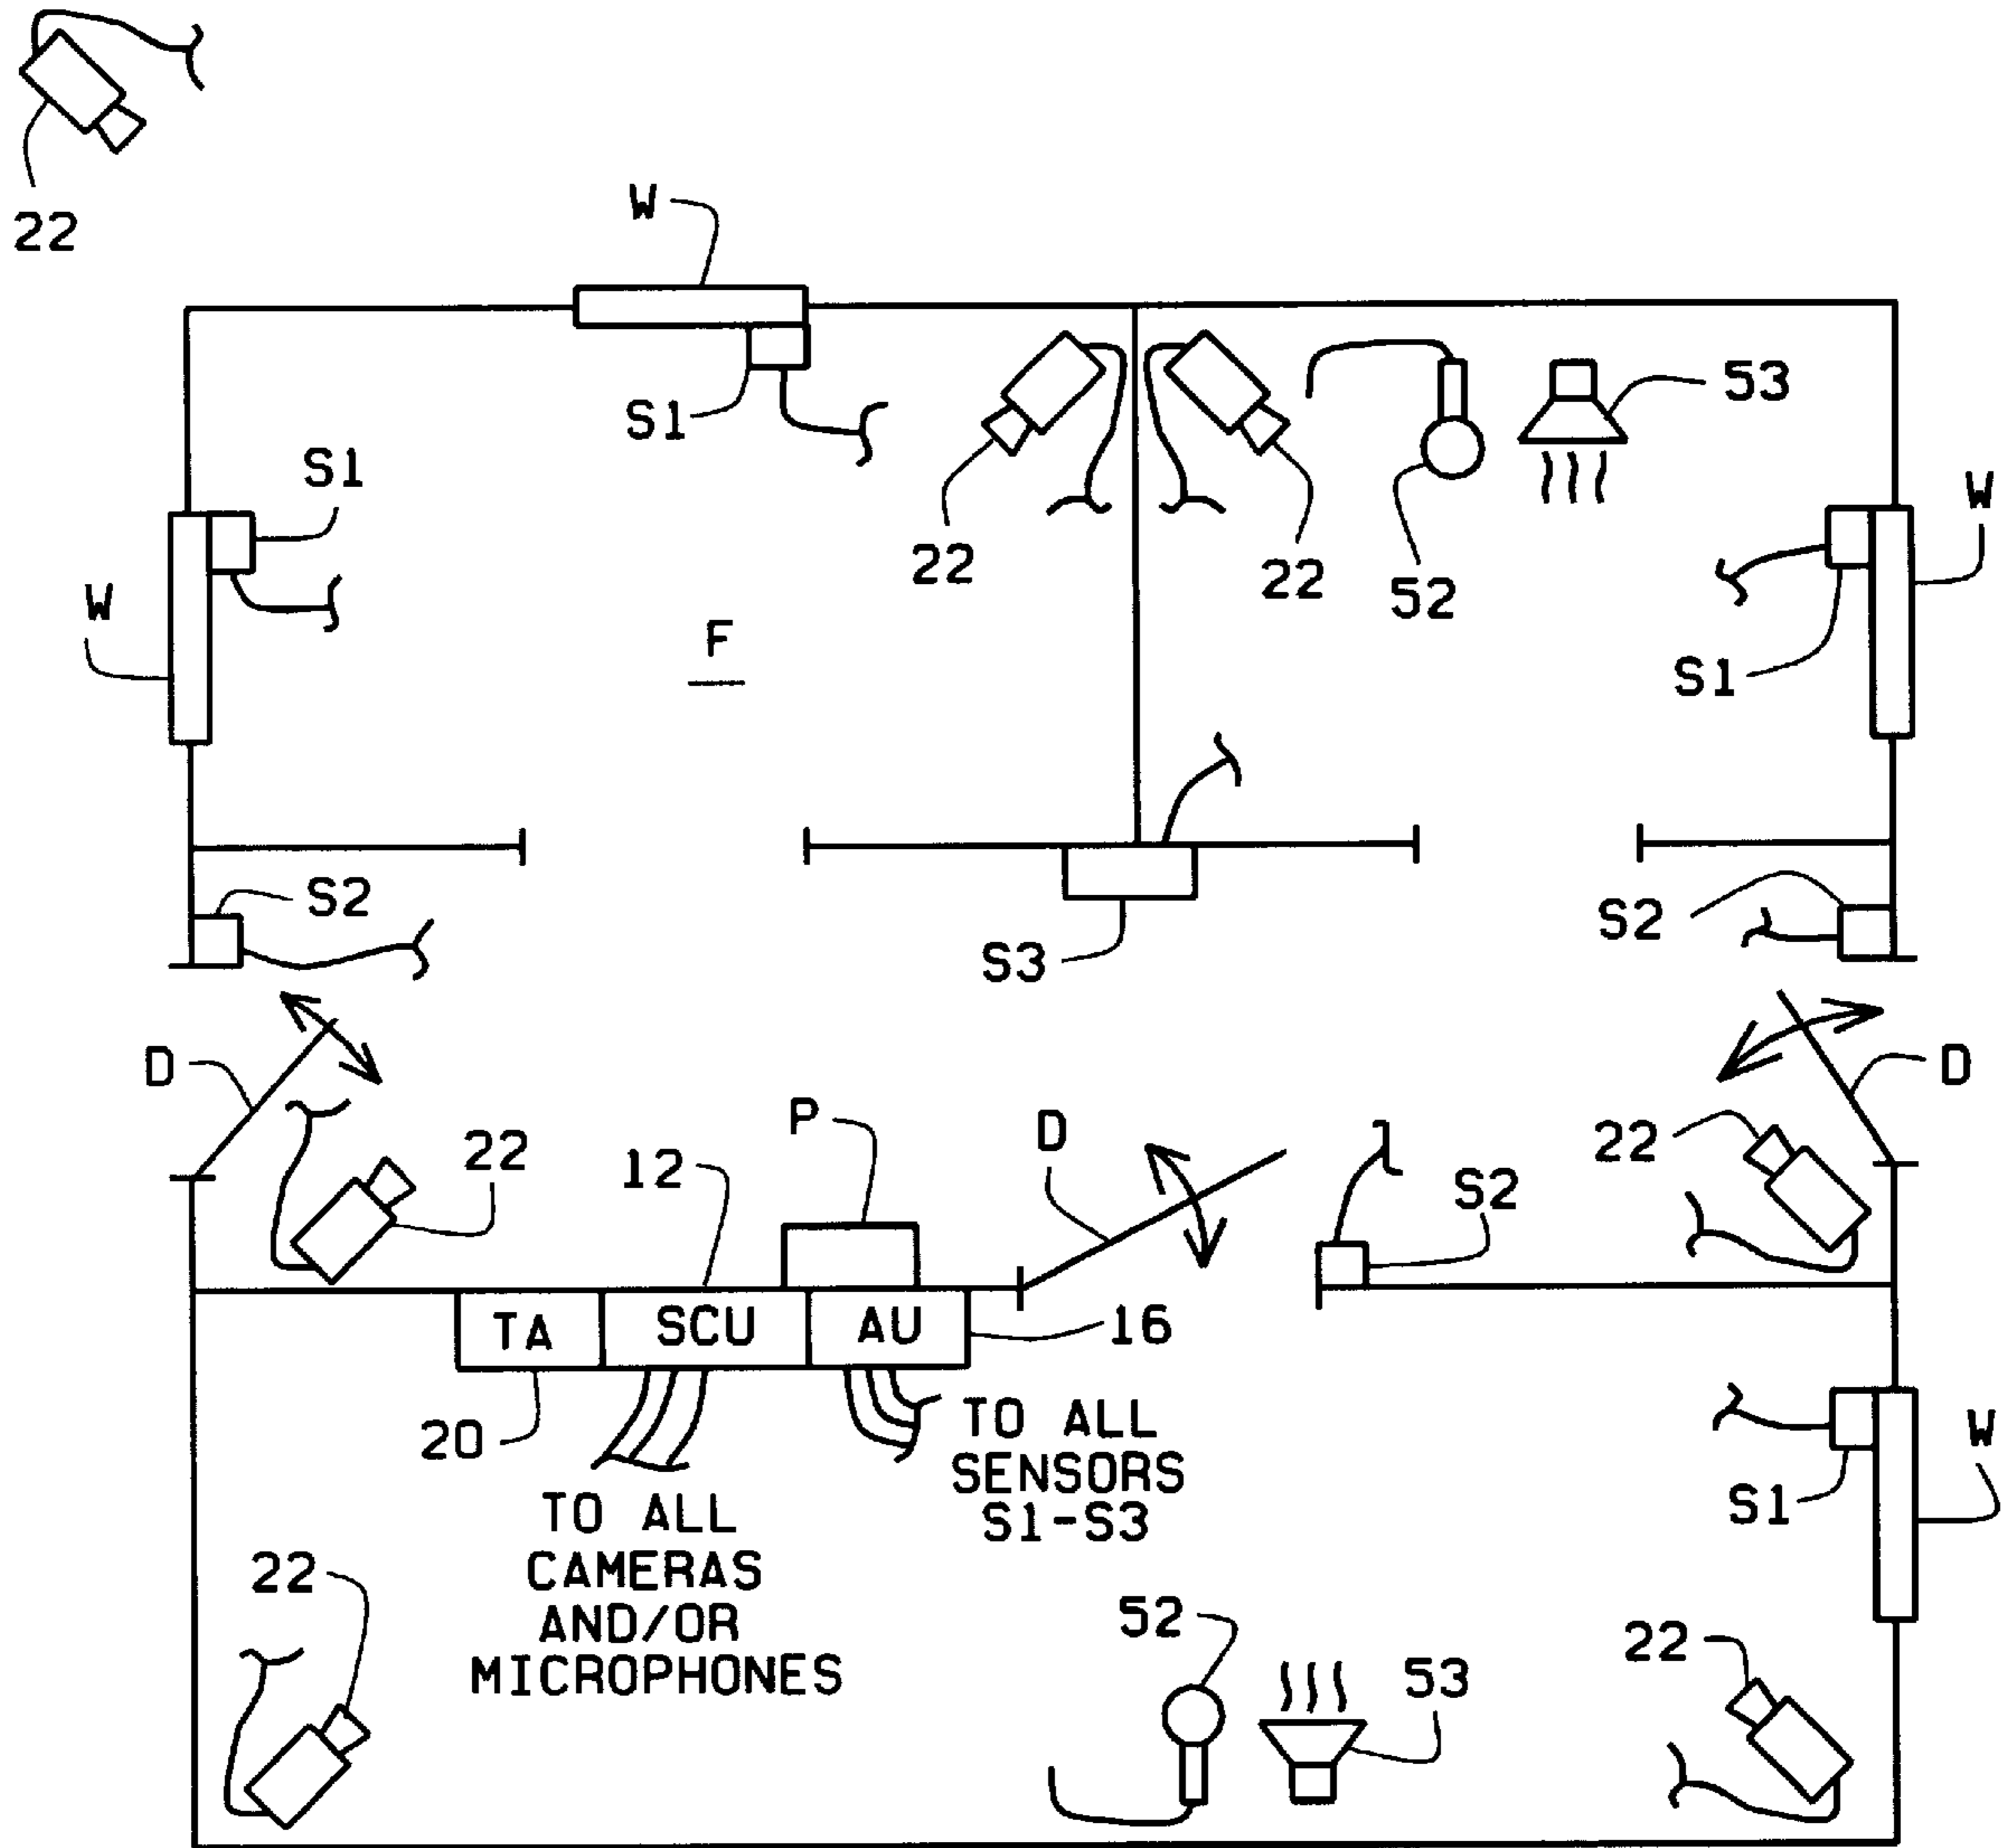 22
W
S1
53
S1
W
22
22
52
W
F
S1
S2
S2
S3
D
D
P
D
22
22
12
S2
TA
SCU
AU
16
20
TO ALL
SENSORS
S1-S3
W
S1
TO ALL
CAMERAS
AND/OR
MICROPHONES
22
52
22
53